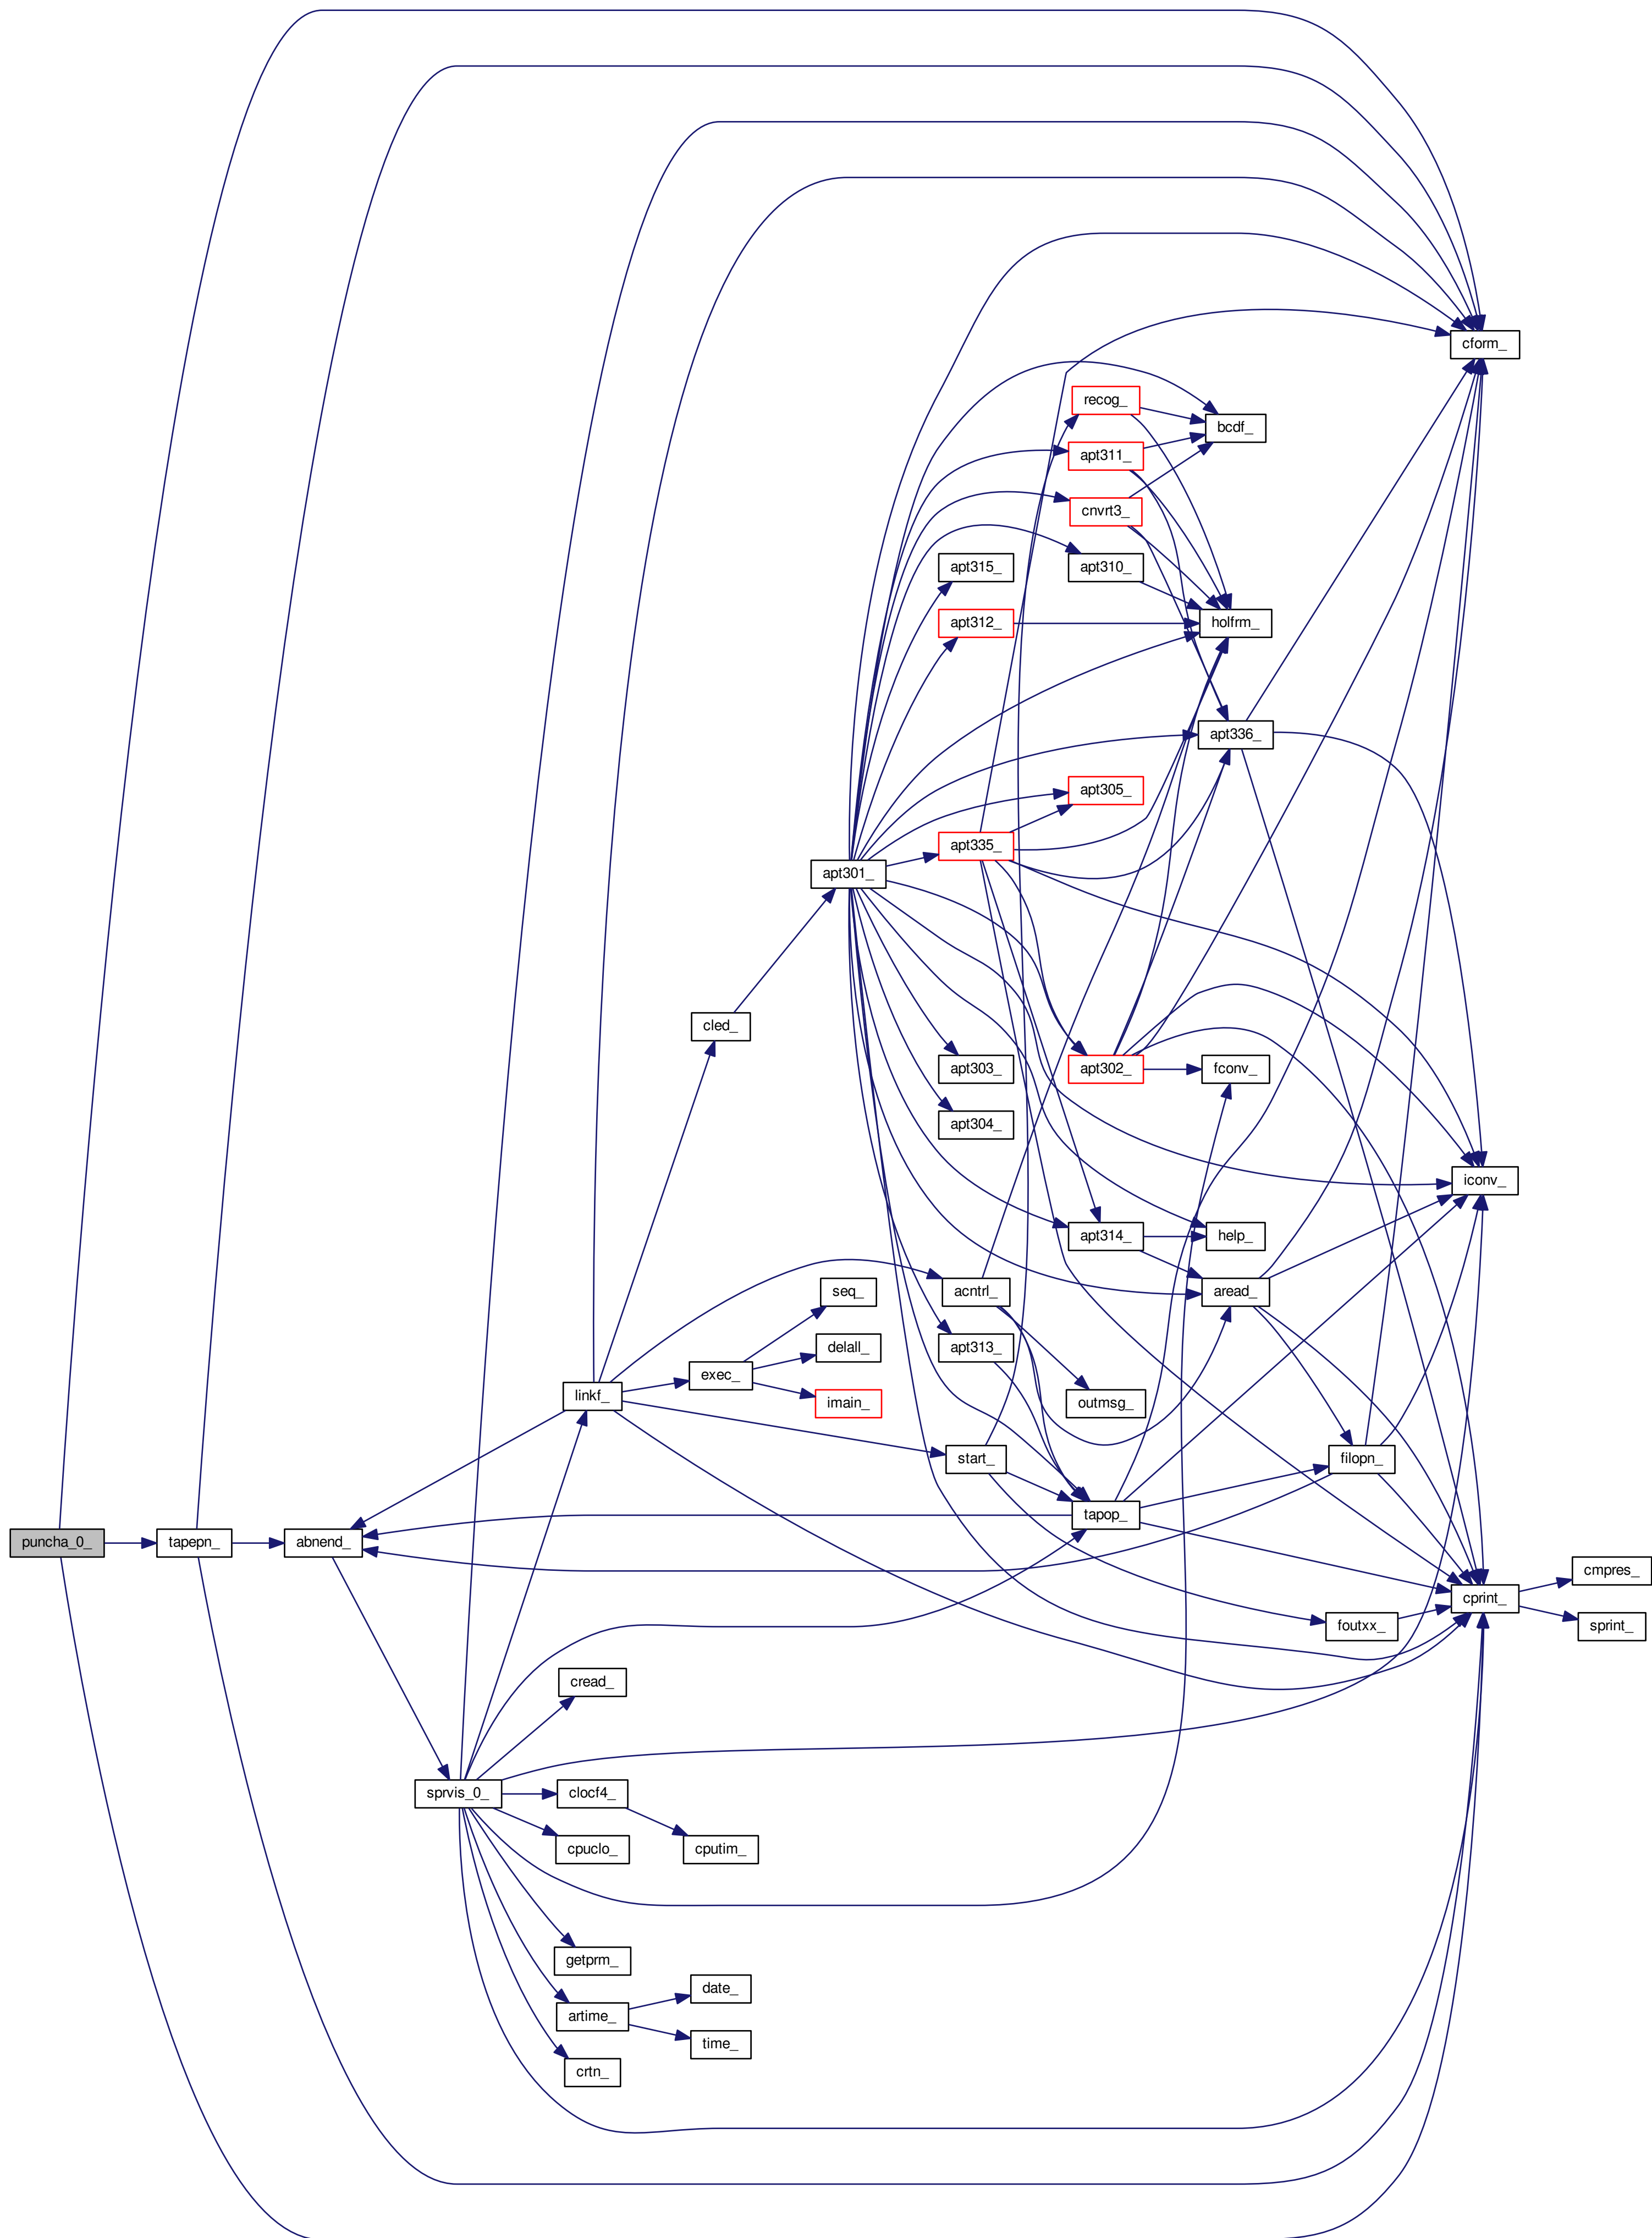 cform_
recog_
bcdf_
apt311_
cnvrt3_
apt315_
apt310_
apt312_
holfrm_
apt336_
apt305_
apt335_
apt301_
cled_
apt303_
apt302_
fconv_
apt304_
iconv_
apt314_
help_
seq_
acntrl_
aread_
delall_
apt313_
exec_
linkf_
imain_
outmsg_
start_
filopn_
tapop_
puncha_0_
tapepn_
abnend_
cmpres_
cprint_
foutxx_
sprint_
cread_
sprvis_0_
clocf4_
cpuclo_
cputim_
getprm_
date_
artime_
time_
crtn_